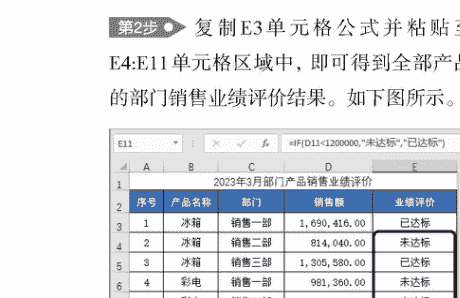 第2步 复制E3单元格公式并粘贴
E4:E11单元格区域中，即可得到全部产品
的部门销售业绩评价结果。如下图所示。
E11 =IF(D11<1200000,"未达标","已达标")
A B C D E
1 2023年3月部门产品销售业绩评价
2 序号 产品名称 部门 销售额 业绩评价
3 1 冰箱 销售一部 1,690,416.00 已达标
4 2 冰箱 销售二部 814,040.00 未达标
5 3 冰箱 销售三部 1,305,580.00 已达标
6 4 彩电 销售一部 981,360.00 未达标